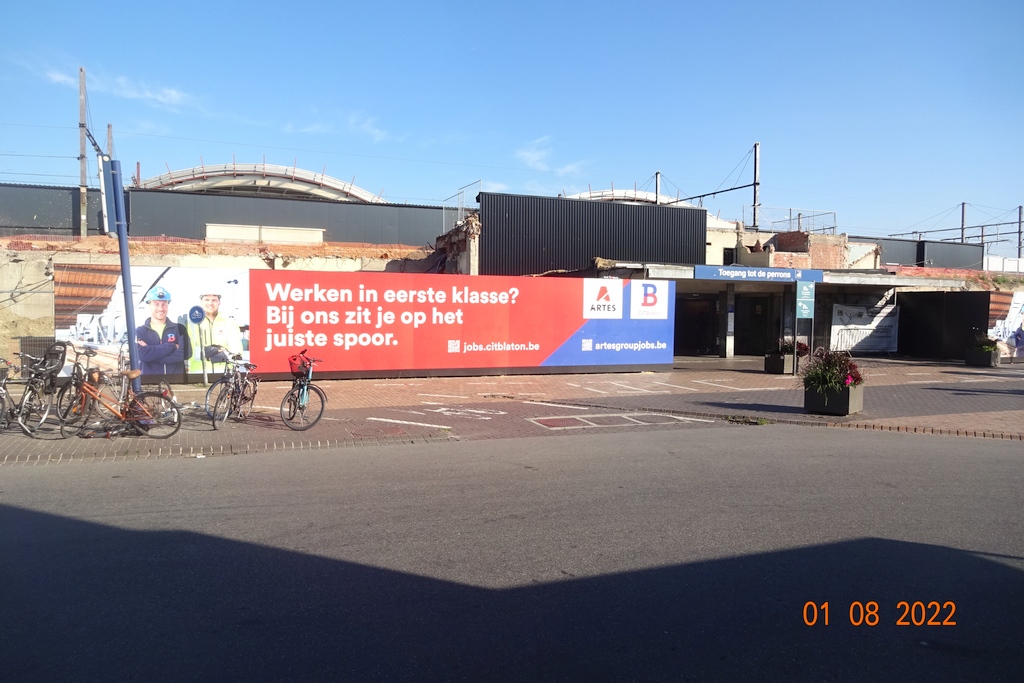 Werken in eerste klasse?
Bij ons zit je op het
juiste spoor.
jobs.citblaton.be
ARTES
B
artesgroupjobs.be
Toegang tot de perrons
01 08 2022